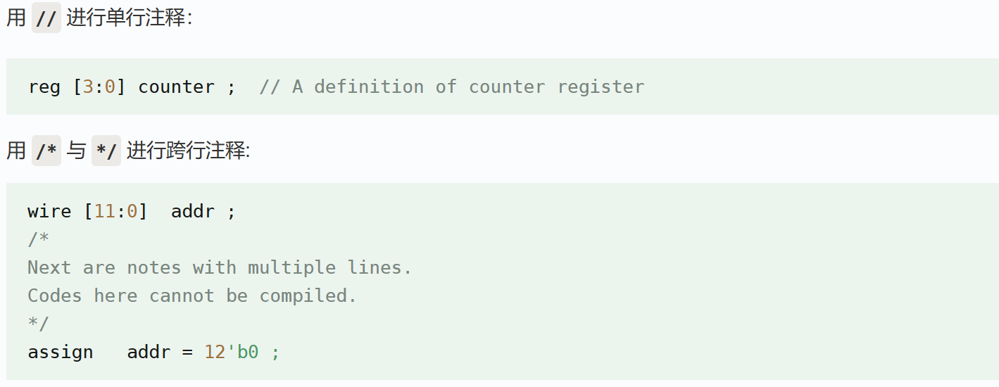 用 // 进行单行注释：
reg [3:0] counter ;  // A definition of counter register
用 /* 与 */ 进行跨行注释:
wire [11:0]  addr ;
/*
Next are notes with multiple lines.
Codes here cannot be compiled.
*/
assign   addr = 12'b0 ;